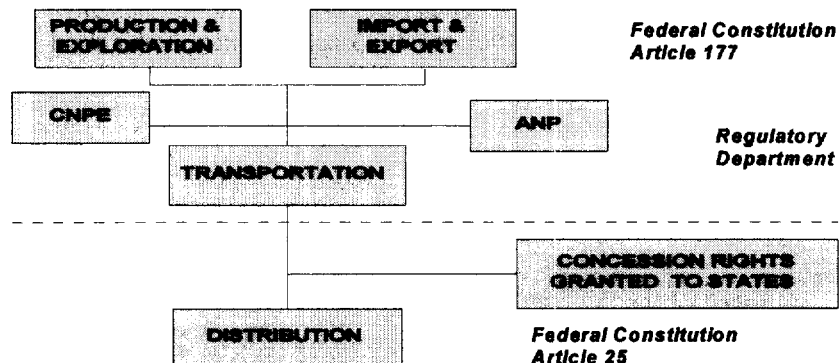 PRODUCTION &
EXPLORATION
IMPORT &
EXPORT
Federal Constitution
Article 177
CNPE
ANP
Regulatory
Department
TRANSPORTATION
CONCESSION RIGHTS
GRANTED TO STATES
DISTRIBUTION
Federal Constitution
Article 25